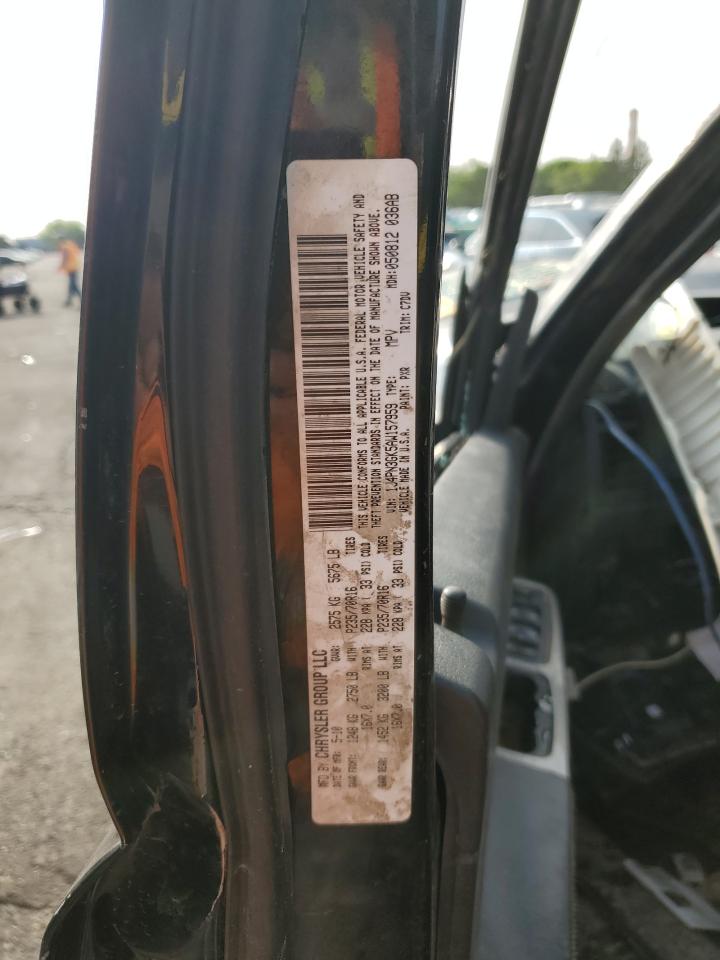 MFD BY CHRYSLER GROUP LLC
DATE OF MFR: 5-10 GVWR: 2575 KG 5675 LB
GAWR FRONT: 1248 KG 2750 LB WITH P235/70R16 TIRES
16X7.0 RIMS AT: 228 KPA ( 33 PSI) COLD
GAWR REAR: 1452 KG 3200 LB WITH P235/70R16 TIRES
16X7.0 RIMS AT: 228 KPA ( 33 PSI) COLD
THIS VEHICLE CONFORMS TO ALL APPLICABLE U.S.A. FEDERAL MOTOR VEHICLE SAFETY AND
THEFT PREVENTION STANDARDS IN EFFECT ON THE DATE OF MANUFACTURE SHOWN ABOVE.
VIN: 1J4PN3GK5AW157959 TYPE: MPV MDH:050812 036AB
VEHICLE MADE IN U.S.A. PAINT: PXR TRIM: C7DV